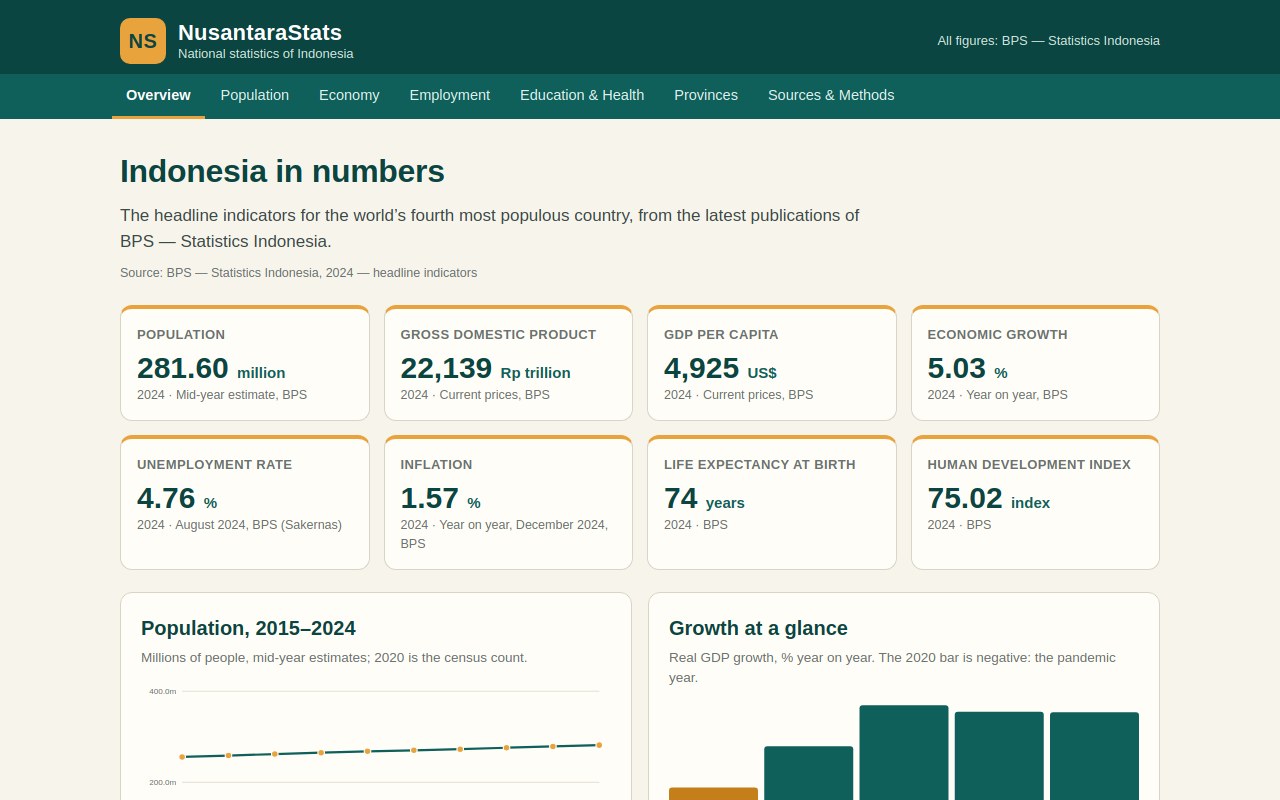 NS
NusantaraStats
National statistics of Indonesia
All figures: BPS — Statistics Indonesia
Overview
Population
Economy
Employment
Education & Health
Provinces
Sources & Methods
Indonesia in numbers
The headline indicators for the world’s fourth most populous country, from the latest publications of
BPS — Statistics Indonesia.
Source: BPS — Statistics Indonesia, 2024 — headline indicators
POPULATION
281.60 million
2024 · Mid-year estimate, BPS
GROSS DOMESTIC PRODUCT
22,139 Rp trillion
2024 · Current prices, BPS
GDP PER CAPITA
4,925 US$
2024 · Current prices, BPS
ECONOMIC GROWTH
5.03 %
2024 · Year on year, BPS
UNEMPLOYMENT RATE
4.76 %
2024 · August 2024, BPS (Sakernas)
INFLATION
1.57 %
2024 · Year on year, December 2024,
BPS
LIFE EXPECTANCY AT BIRTH
74 years
2024 · BPS
HUMAN DEVELOPMENT INDEX
75.02 index
2024 · BPS
Population, 2015–2024
Millions of people, mid-year estimates; 2020 is the census count.
400.0m
200.0m
Growth at a glance
Real GDP growth, % year on year. The 2020 bar is negative: the pandemic
year.